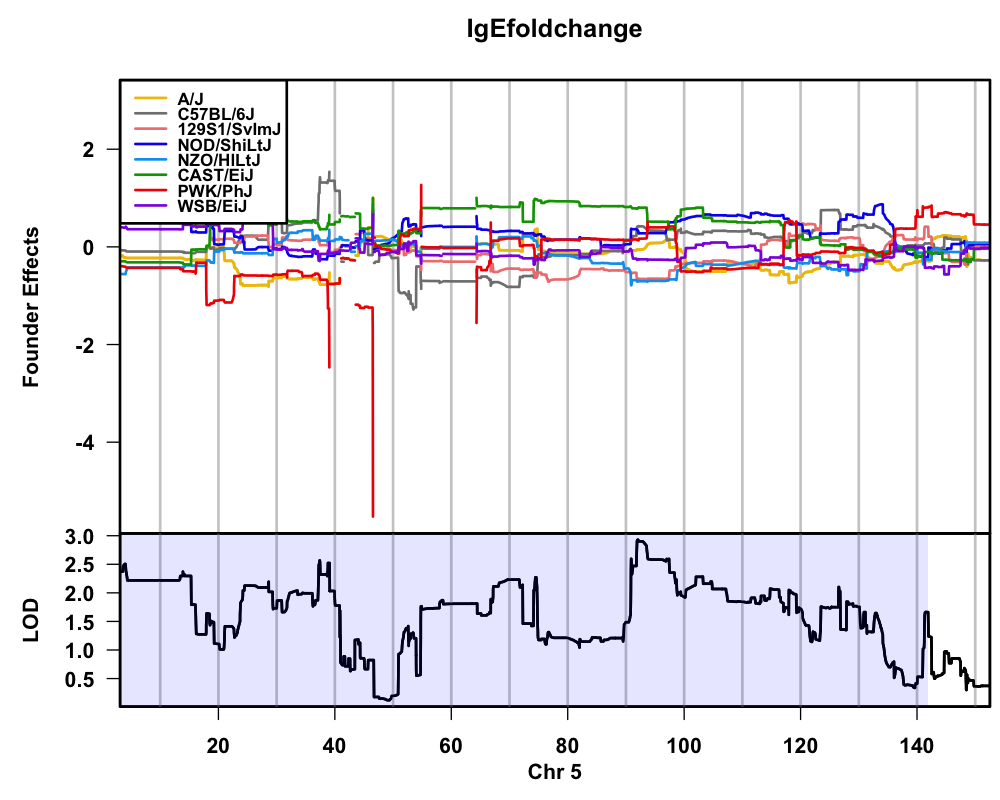 IgEfoldchange
A/J
C57BL/6J
129S1/SvImJ
NOD/ShiLtJ
NZO/HlLtJ
CAST/EiJ
PWK/PhJ
WSB/EiJ
Founder Effects
2
0
-2
-4
LOD
3.0
2.5
2.0
1.5
1.0
0.5
20 40 60 80 100 120 140
Chr 5